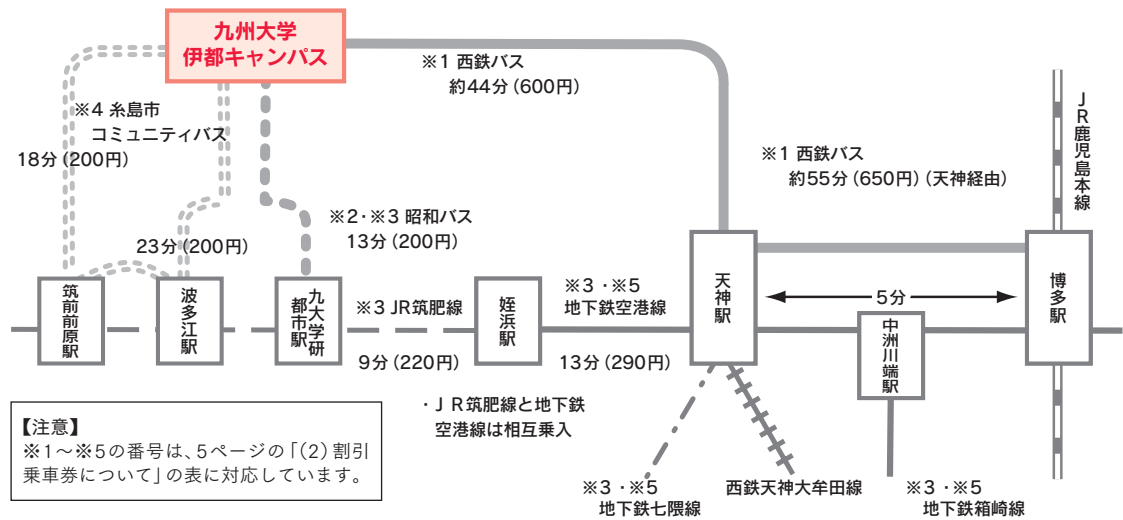 九州大学
伊都キャンパス
※1 西鉄バス
約44分(600円)
※4 糸島市
コミュニティバス
18分(200円)
※1 西鉄バス
約55分(650円)(天神経由)
JR鹿児島本線
※2・※3 昭和バス
13分(200円)
23分(200円)
筑前前原駅
波多江駅
九大学研
都市駅
※3 JR筑肥線
9分(220円)
姪浜駅
※3・※5
地下鉄空港線
13分(290円)
天神駅
5分
中洲川端駅
博多駅
・JR筑肥線と地下鉄
空港線は相互乗入
【注意】
※1〜※5の番号は、5ページの「(2)割引
乗車券について」の表に対応しています。
※3・※5
地下鉄七隈線
西鉄天神大牟田線
※3・※5
地下鉄箱崎線